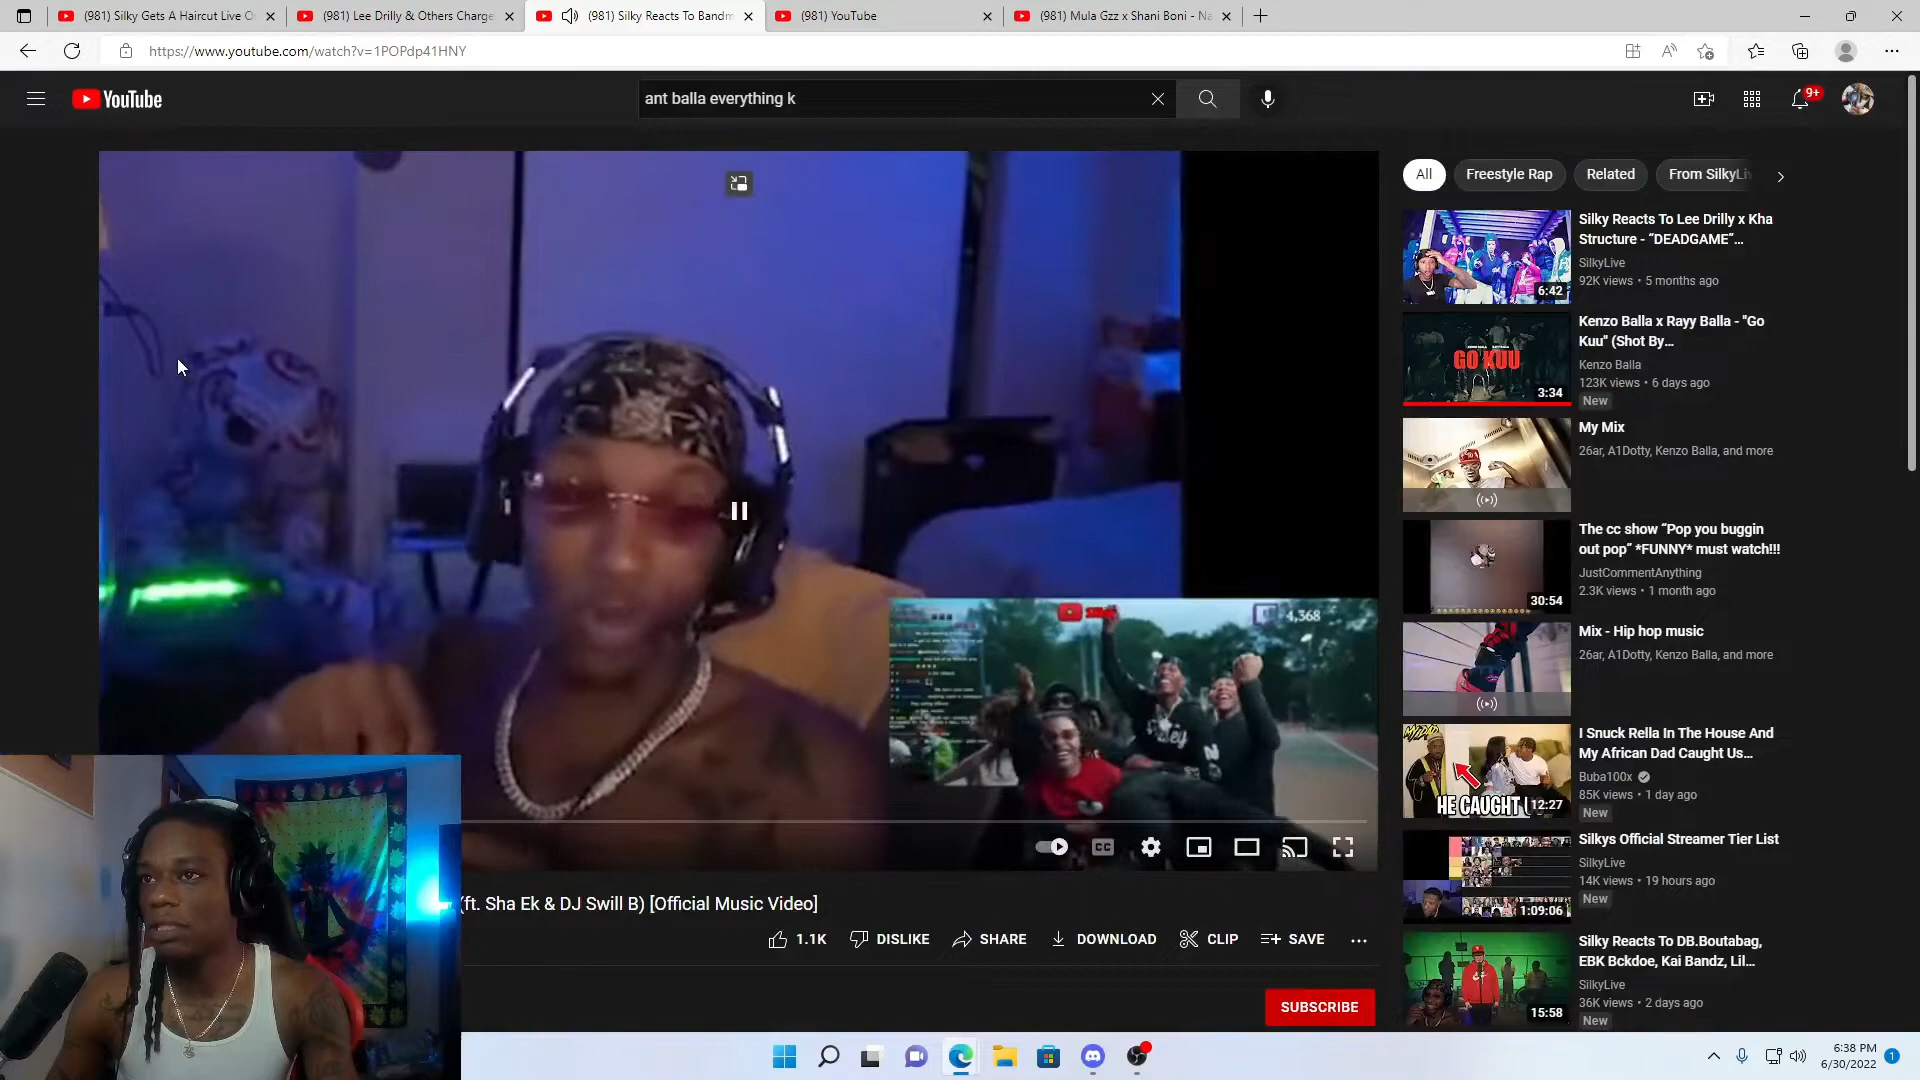 (981) Silky Gets A Haircut Live O
(981) Lee Drilly & Others Charge
(981) Silky Reacts To Bandm
(981) YouTube
(981) Mula Gzz x Shani Boni - Na
https://www.youtube.com/watch?v=1POPdp41HNY
YouTube
ant balla everything k
9+
All
Freestyle Rap
Related
From SilkyLiv
4,368
Silky Reacts To Lee Drilly x Kha
Structure - “DEADGAME”...
SilkyLive
92K views • 5 months ago
6:42
Kenzo Balla x Rayy Balla - "Go
Kuu" (Shot By...
Kenzo Balla
123K views • 6 days ago
New
GO KUU
3:34
My Mix
26ar, A1Dotty, Kenzo Balla, and more
The cc show “Pop you buggin
out pop” *FUNNY* must watch!!!
JustCommentAnything
2.3K views • 1 month ago
30:54
Mix - Hip hop music
26ar, A1Dotty, Kenzo Balla, and more
I Snuck Rella In The House And
My African Dad Caught Us...
Buba100x
85K views • 1 day ago
New
HE CAUGHT
12:27
Silkys Official Streamer Tier List
SilkyLive
14K views • 19 hours ago
New
1:09:06
Silky Reacts To DB.Boutabag,
EBK Bckdoe, Kai Bandz, Lil...
SilkyLive
36K views • 2 days ago
New
15:58
CC
(ft. Sha Ek & DJ Swill B) [Official Music Video]
1.1K
DISLIKE
SHARE
DOWNLOAD
CLIP
SAVE
SUBSCRIBE
6:38 PM
6/30/2022
1